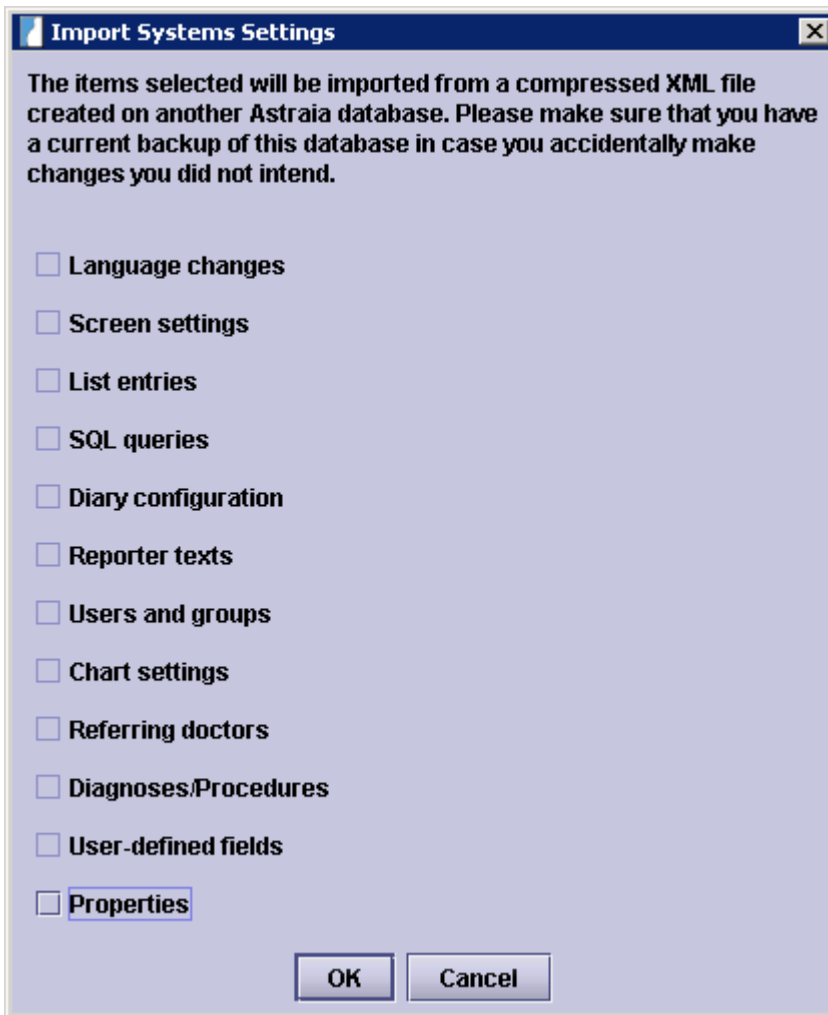 Import Systems Settings
The items selected will be imported from a compressed XML file
created on another Astraia database. Please make sure that you have
a current backup of this database in case you accidentally make
changes you did not intend.
Language changes
Screen settings
List entries
SQL queries
Diary configuration
Reporter texts
Users and groups
Chart settings
Referring doctors
Diagnoses/Procedures
User-defined fields
Properties
OK Cancel